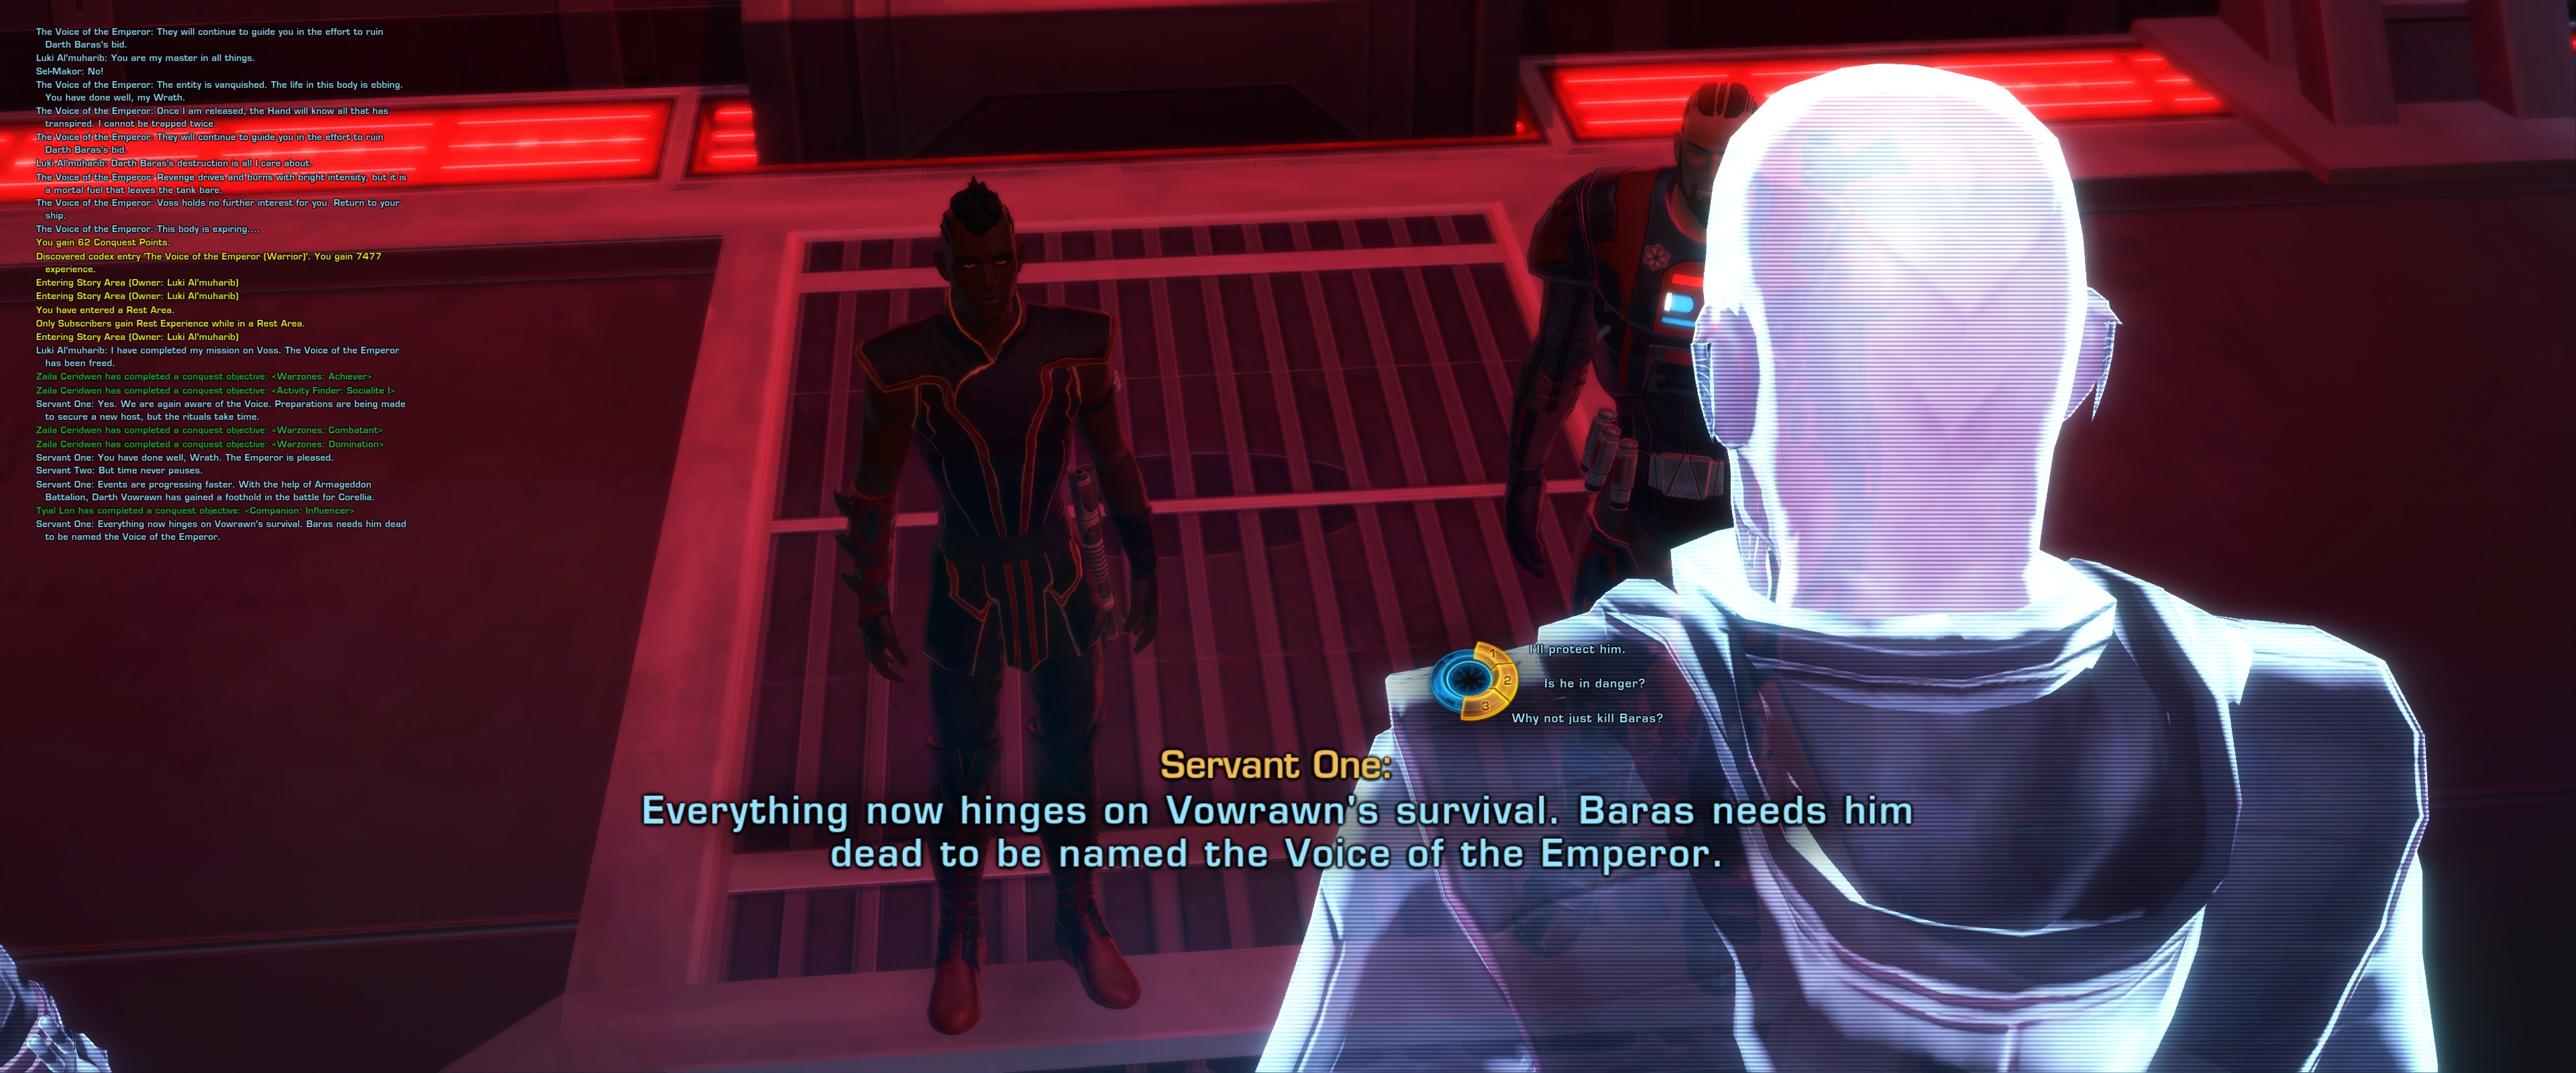 The Voice of the Emperor: They will continue to guide you in the effort to ruin
Darth Baras's bid.
Luki Al'muharib: You are my master in all things.
Sel-Makor: No!
The Voice of the Emperor: The entity is vanquished. The life in this body is ebbing.
You have done well, my Wrath.
The Voice of the Emperor: Once I am released, the Hand will know all that has
transpired. I cannot be trapped twice.
The Voice of the Emperor: They will continue to guide you in the effort to ruin
Darth Baras's bid.
Luki Al'muharib: Darth Baras's destruction is all I care about.
The Voice of the Emperor: Revenge drives and burns with bright intensity, but it is
a mortal fuel that leaves the tank bare.
The Voice of the Emperor: Voss holds no further interest for you. Return to your
ship.
The Voice of the Emperor: This body is expiring....
You gain 62 Conquest Points.
Discovered codex entry 'The Voice of the Emperor (Warrior)'. You gain 7477
experience.
Entering Story Area (Owner: Luki Al'muharib)
Entering Story Area (Owner: Luki Al'muharib)
You have entered a Rest Area.
Only Subscribers gain Rest Experience while in a Rest Area.
Entering Story Area (Owner: Luki Al'muharib)
Luki Al'muharib: I have completed my mission on Voss. The Voice of the Emperor
has been freed.
Zaila Ceridwen has completed a conquest objective: <Warzones: Achiever>
Zaila Ceridwen has completed a conquest objective: <Activity Finder: Socialite I>
Servant One: Yes. We are again aware of the Voice. Preparations are being made
to secure a new host, but the rituals take time.
Zaila Ceridwen has completed a conquest objective: <Warzones: Combatant>
Zaila Ceridwen has completed a conquest objective: <Warzones: Domination>
Servant One: You have done well, Wrath. The Emperor is pleased.
Servant Two: But time never pauses.
Servant One: Events are progressing faster. With the help of Armageddon
Battalion, Darth Vowrawn has gained a foothold in the battle for Corellia.
Tyial Lon has completed a conquest objective: <Companion: Influencer>
Servant One: Everything now hinges on Vowrawn's survival. Baras needs him dead
to be named the Voice of the Emperor.
1 I'll protect him.
2 Is he in danger?
3 Why not just kill Baras?
Servant One:
Everything now hinges on Vowrawn's survival. Baras needs him
dead to be named the Voice of the Emperor.